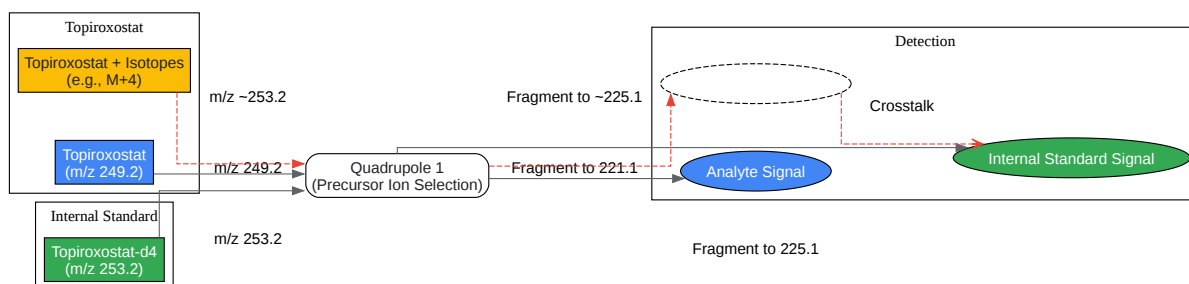 Topiroxostat
Topiroxostat + Isotopes
(e.g., M+4)
Topiroxostat
(m/z 249.2)
Internal Standard
Topiroxostat-d4
(m/z 253.2)
m/z ~253.2
m/z 249.2
m/z 253.2
Quadrupole 1
(Precursor Ion Selection)
Fragment to ~225.1
Fragment to 221.1
Fragment to 225.1
Detection
Crosstalk
Analyte Signal
Internal Standard Signal